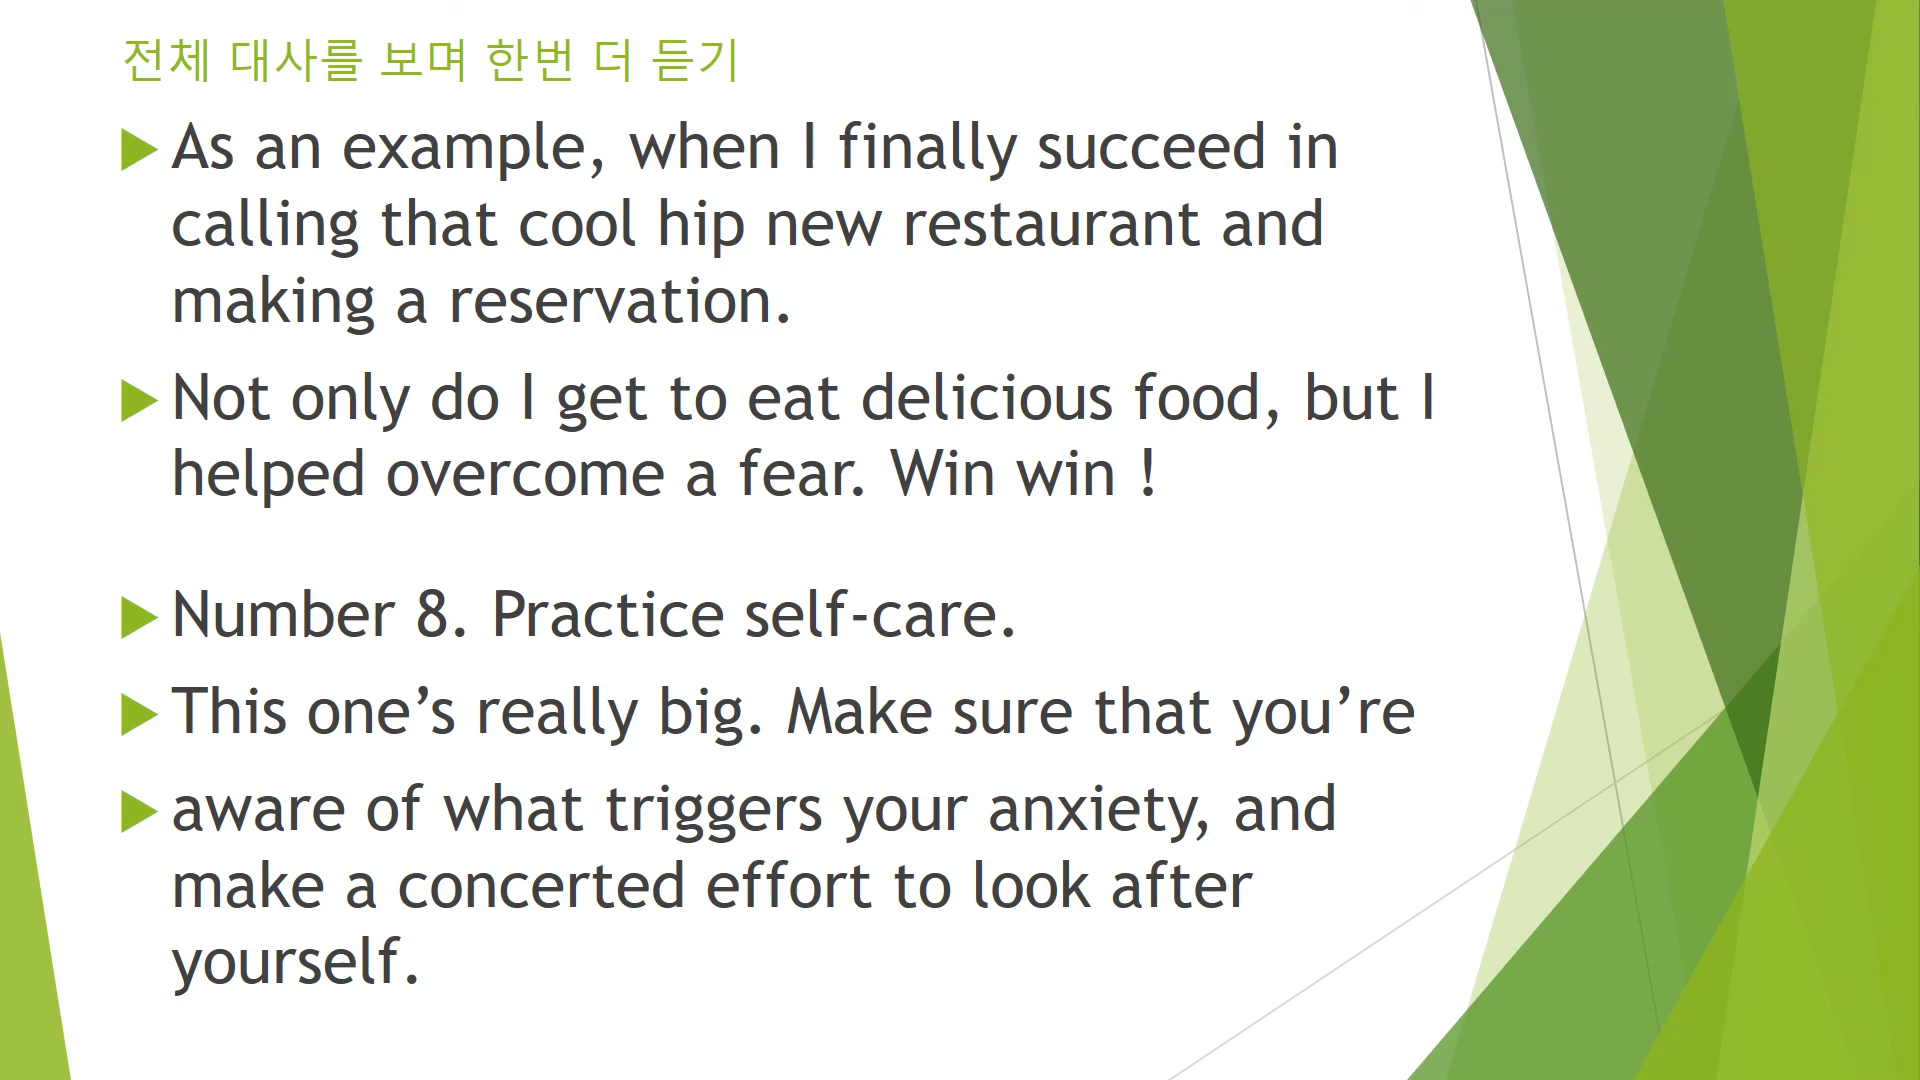 전체 대사를 보며 한번 더 듣기
As an example, when I finally succeed in
calling that cool hip new restaurant and
making a reservation.
Not only do I get to eat delicious food, but I
helped overcome a fear. Win win !
Number 8. Practice self-care.
This one’s really big. Make sure that you’re
aware of what triggers your anxiety, and
make a concerted effort to look after
yourself.